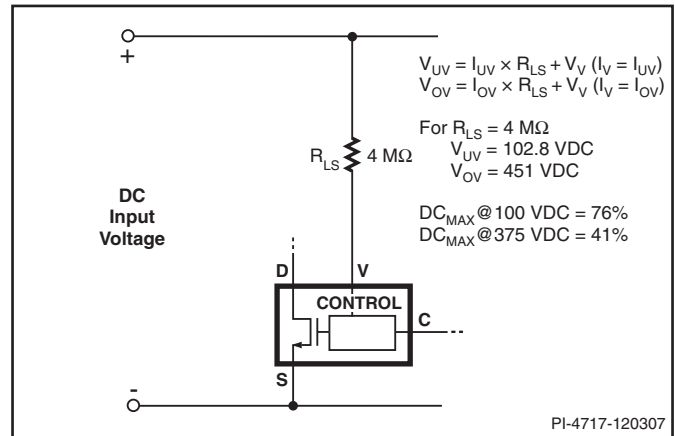 +
V_UV = I_UV × R_LS + V_V (I_V = I_UV)
V_OV = I_OV × R_LS + V_V (I_V = I_OV)
For R_LS = 4 MΩ
V_UV = 102.8 VDC
V_OV = 451 VDC
DC_MAX@100 VDC = 76%
DC_MAX@375 VDC = 41%
R_LS 4 MΩ
DC
Input
Voltage
D V
CONTROL
C
S
-
PI-4717-120307